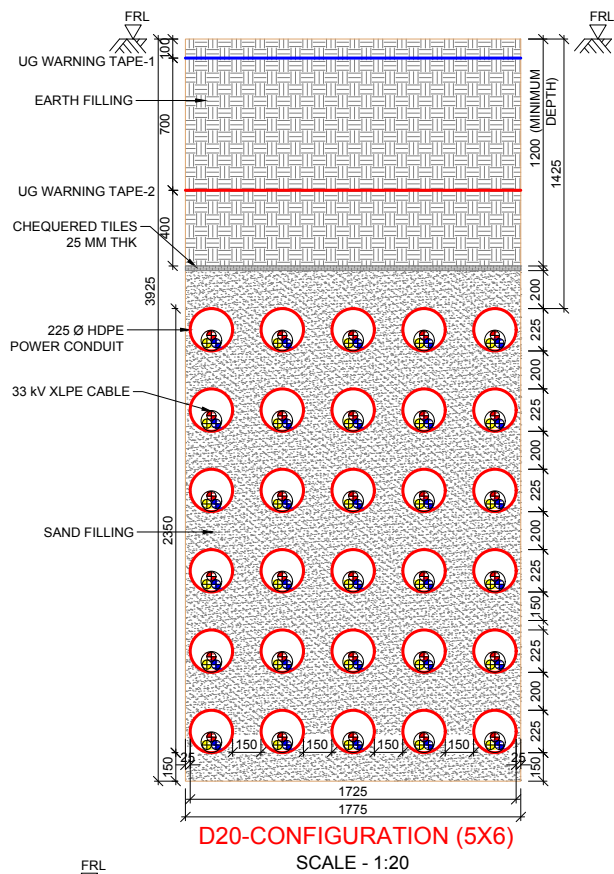 FRL
FRL
100
UG WARNING TAPE-1
EARTH FILLING
700
1200 (MINIMUM
DEPTH)
1425
UG WARNING TAPE-2
CHEQUERED TILES
25 MM THK
400
3925
200
225 Ø HDPE
POWER CONDUIT
225
200
33 kV XLPE CABLE
225
200
225
SAND FILLING
2350
200
225
150
225
200
225
150 150 150 150
25
25
150
150
1725
1775
D20-CONFIGURATION (5X6)
SCALE - 1:20
FRL